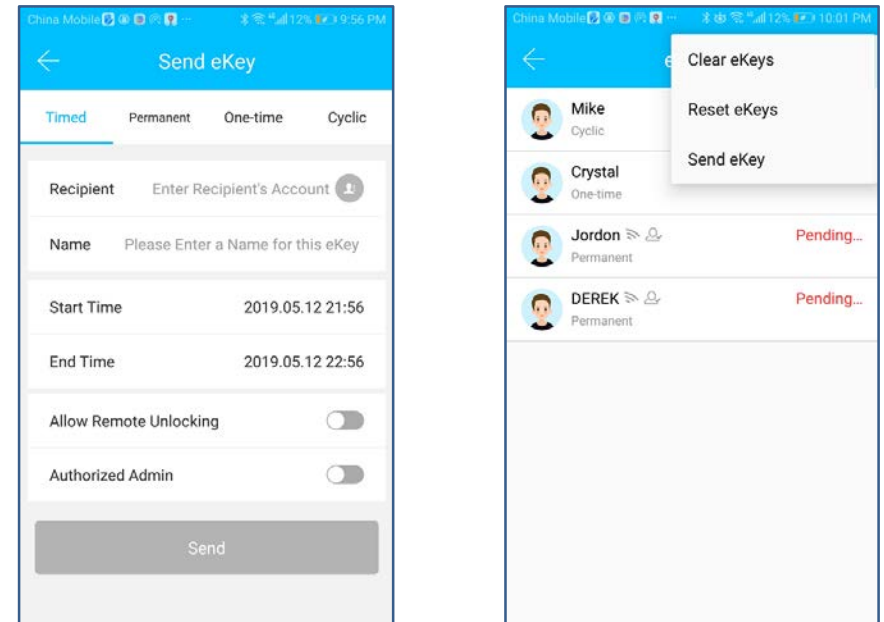 China Mobile 12% 9:56 PM
Send eKey
Timed Permanent One-time Cyclic
Recipient Enter Recipient's Account
Name Please Enter a Name for this eKey
Start Time 2019.05.12 21:56
End Time 2019.05.12 22:56
Allow Remote Unlocking
Authorized Admin
Send
China Mobile 12% 10:01 PM
Clear eKeys
Reset eKeys
Send eKey
Mike
Cyclic
Crystal
One-time
Jordon Pending...
Permanent
DEREK Pending...
Permanent